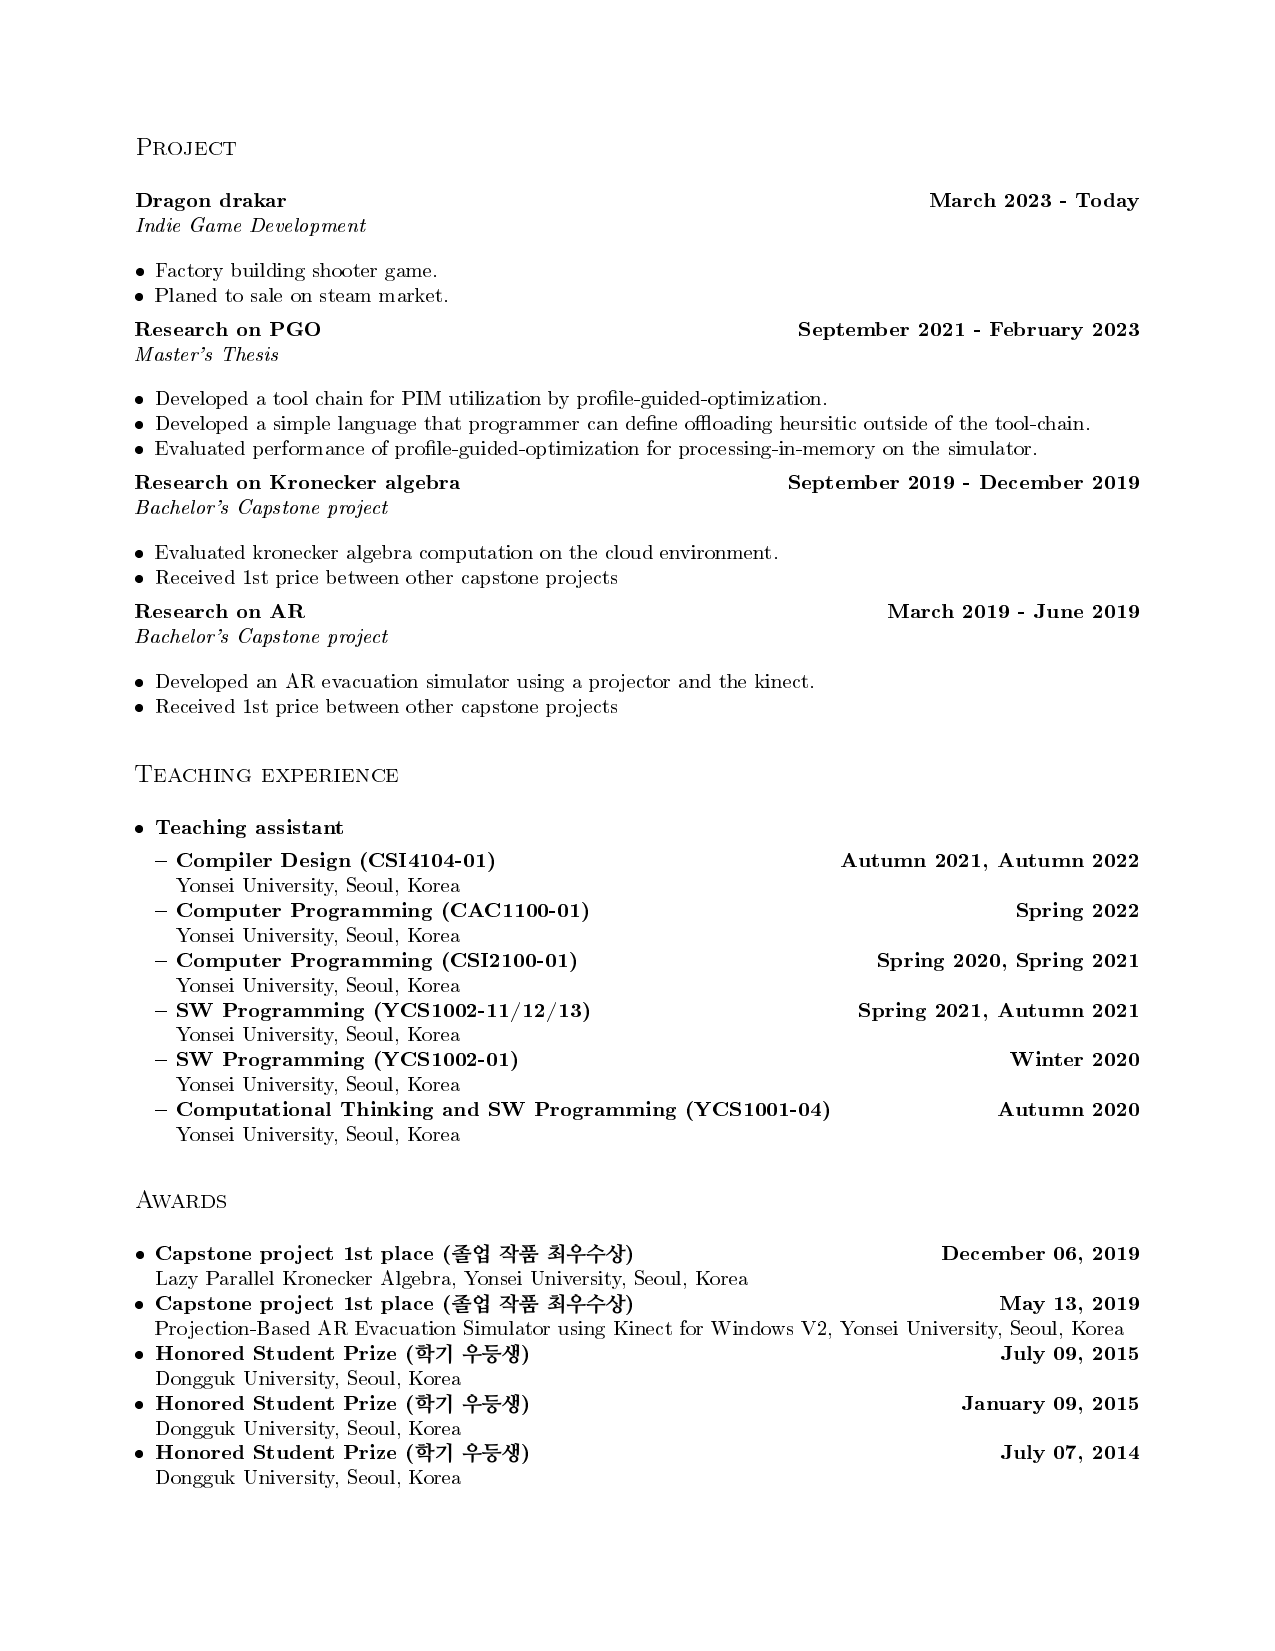 Project
Dragon drakar March 2023 - Today
Indie Game Development
• Factory building shooter game.
• Planed to sale on steam market.
Research on PGO September 2021 - February 2023
Master's Thesis
• Developed a tool chain for PIM utilization by profile-guided-optimization.
• Developed a simple language that programmer can define offloading heursitic outside of the tool-chain.
• Evaluated performance of profile-guided-optimization for processing-in-memory on the simulator.
Research on Kronecker algebra September 2019 - December 2019
Bachelor's Capstone project
• Evaluated kronecker algebra computation on the cloud environment.
• Received 1st price between other capstone projects
Research on AR March 2019 - June 2019
Bachelor's Capstone project
• Developed an AR evacuation simulator using a projector and the kinect.
• Received 1st price between other capstone projects
Teaching experience
• Teaching assistant
– Compiler Design (CSI4104-01) Autumn 2021, Autumn 2022
Yonsei University, Seoul, Korea
– Computer Programming (CAC1100-01) Spring 2022
Yonsei University, Seoul, Korea
– Computer Programming (CSI2100-01) Spring 2020, Spring 2021
Yonsei University, Seoul, Korea
– SW Programming (YCS1002-11/12/13) Spring 2021, Autumn 2021
Yonsei University, Seoul, Korea
– SW Programming (YCS1002-01) Winter 2020
Yonsei University, Seoul, Korea
– Computational Thinking and SW Programming (YCS1001-04) Autumn 2020
Yonsei University, Seoul, Korea
Awards
• Capstone project 1st place (졸업 작품 최우수상) December 06, 2019
Lazy Parallel Kronecker Algebra, Yonsei University, Seoul, Korea
• Capstone project 1st place (졸업 작품 최우수상) May 13, 2019
Projection-Based AR Evacuation Simulator using Kinect for Windows V2, Yonsei University, Seoul, Korea
• Honored Student Prize (학기 우등생) July 09, 2015
Dongguk University, Seoul, Korea
• Honored Student Prize (학기 우등생) January 09, 2015
Dongguk University, Seoul, Korea
• Honored Student Prize (학기 우등생) July 07, 2014
Dongguk University, Seoul, Korea